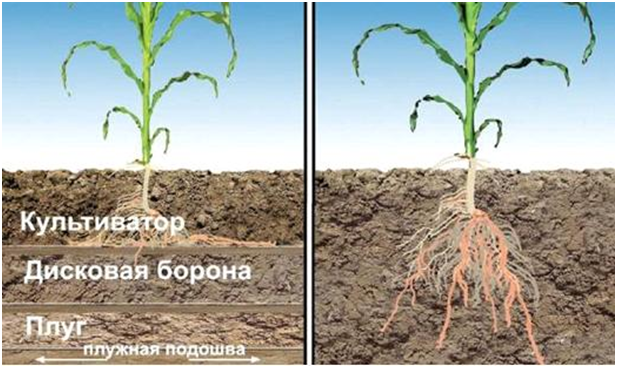 Культиватор
Дисковая борона
Плуг
плужная подошва